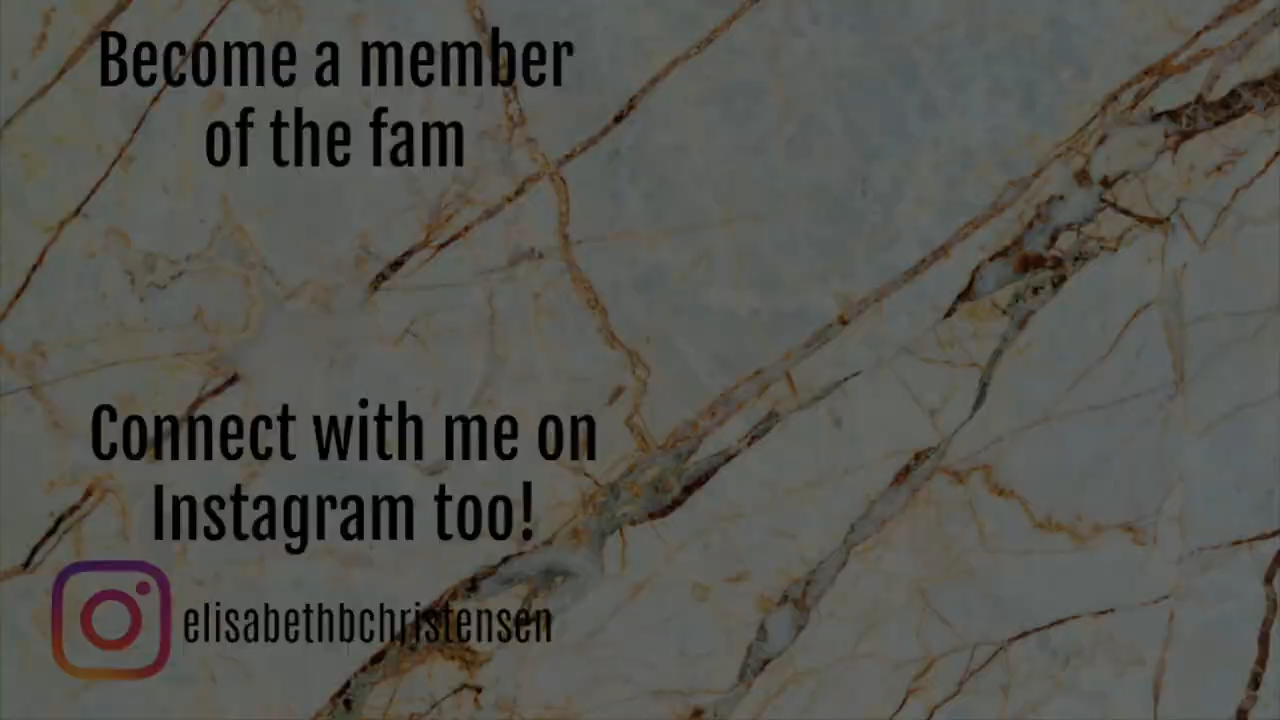 Become a member
of the fam
Connect with me on
Instagram too!
elisabethbchristensen